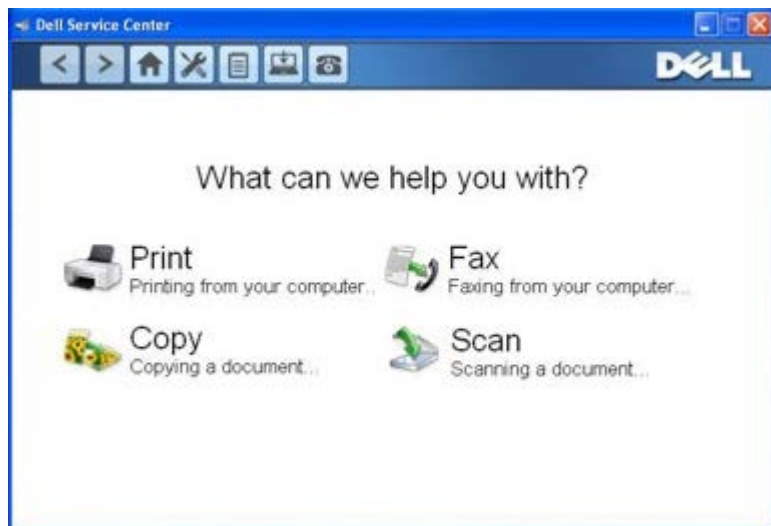 Dell Service Center
DELL
What can we help you with?
Print
Printing from your computer..
Fax
Faxing from your computer...
Copy
Copying a document...
Scan
Scanning a document...